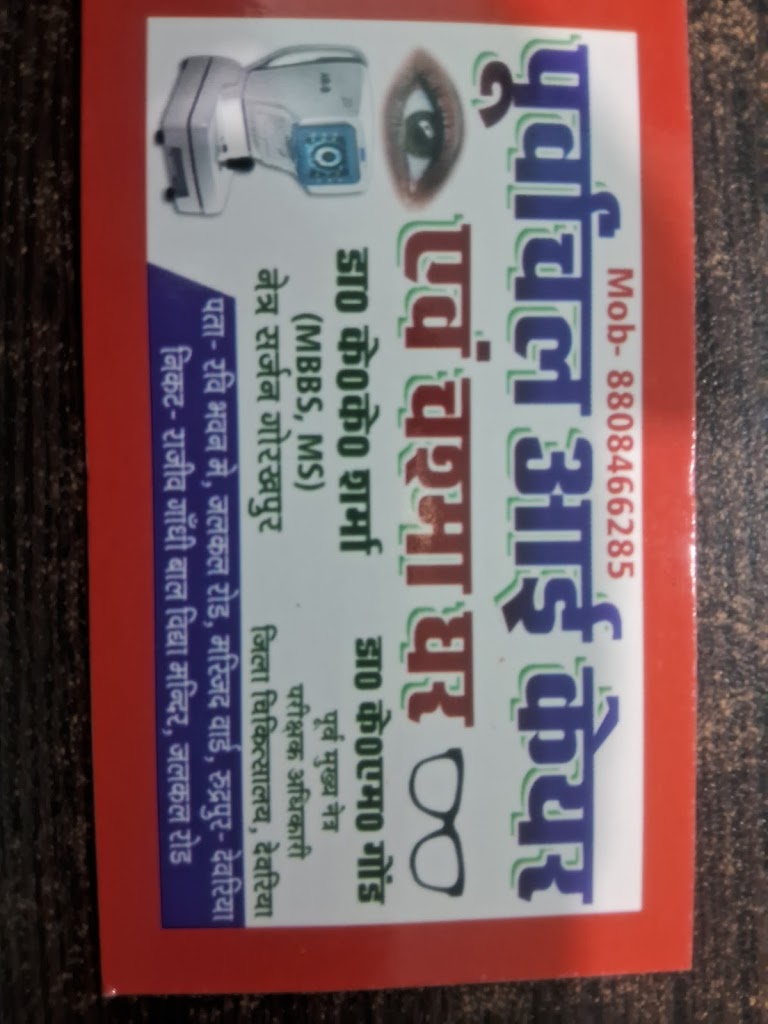 Mob- 8808466285
पूर्वांचल आई केयर
एवं चश्मा घर
डा० के०के० शर्मा
(MBBS, MS)
नेत्र सर्जन गोरखपुर
डा० के०एम० गोंड
पूर्व मुख्य नेत्र
परीक्षक अधिकारी
जिला चिकित्सालय, देवरिया
पता- रवि भवन में, जलकल रोड, मस्जिद वार्ड, रुद्रपुर-देवरिया
निकट- राजीव गाँधी बाल विद्या मन्दिर, जलकल रोड